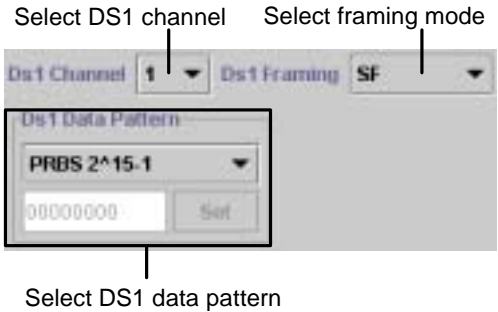 Select DS1 channel Select framing mode
Ds1 Channel 1 Ds1 Framing SF
Ds1 Data Pattern
PRBS 2^15-1
00000000 Set
Select DS1 data pattern